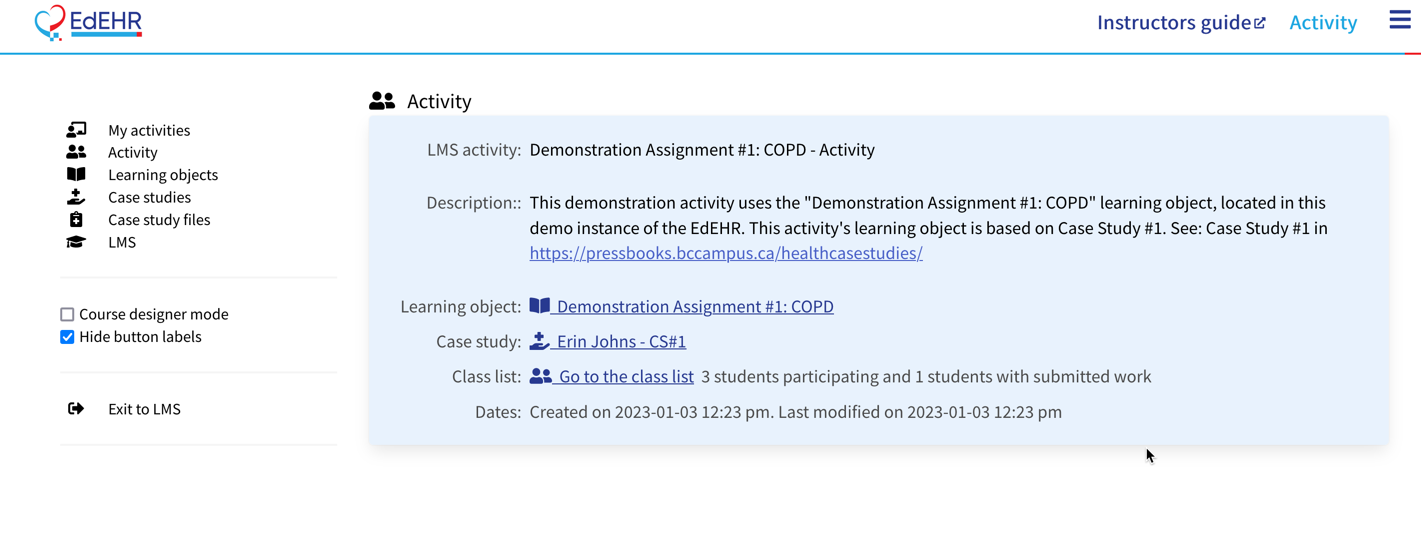 EdEHR
Instructors guide
Activity
My activities
Activity
Learning objects
Case studies
Case study files
LMS
Course designer mode
Hide button labels
Exit to LMS
Activity
LMS activity: Demonstration Assignment #1: COPD - Activity
Description:: This demonstration activity uses the "Demonstration Assignment #1: COPD" learning object, located in this
demo instance of the EdEHR. This activity's learning object is based on Case Study #1. See: Case Study #1 in
https://pressbooks.bccampus.ca/healthcasestudies/
Learning object: Demonstration Assignment #1: COPD
Case study: Erin Johns - CS#1
Class list: Go to the class list 3 students participating and 1 students with submitted work
Dates: Created on 2023-01-03 12:23 pm. Last modified on 2023-01-03 12:23 pm